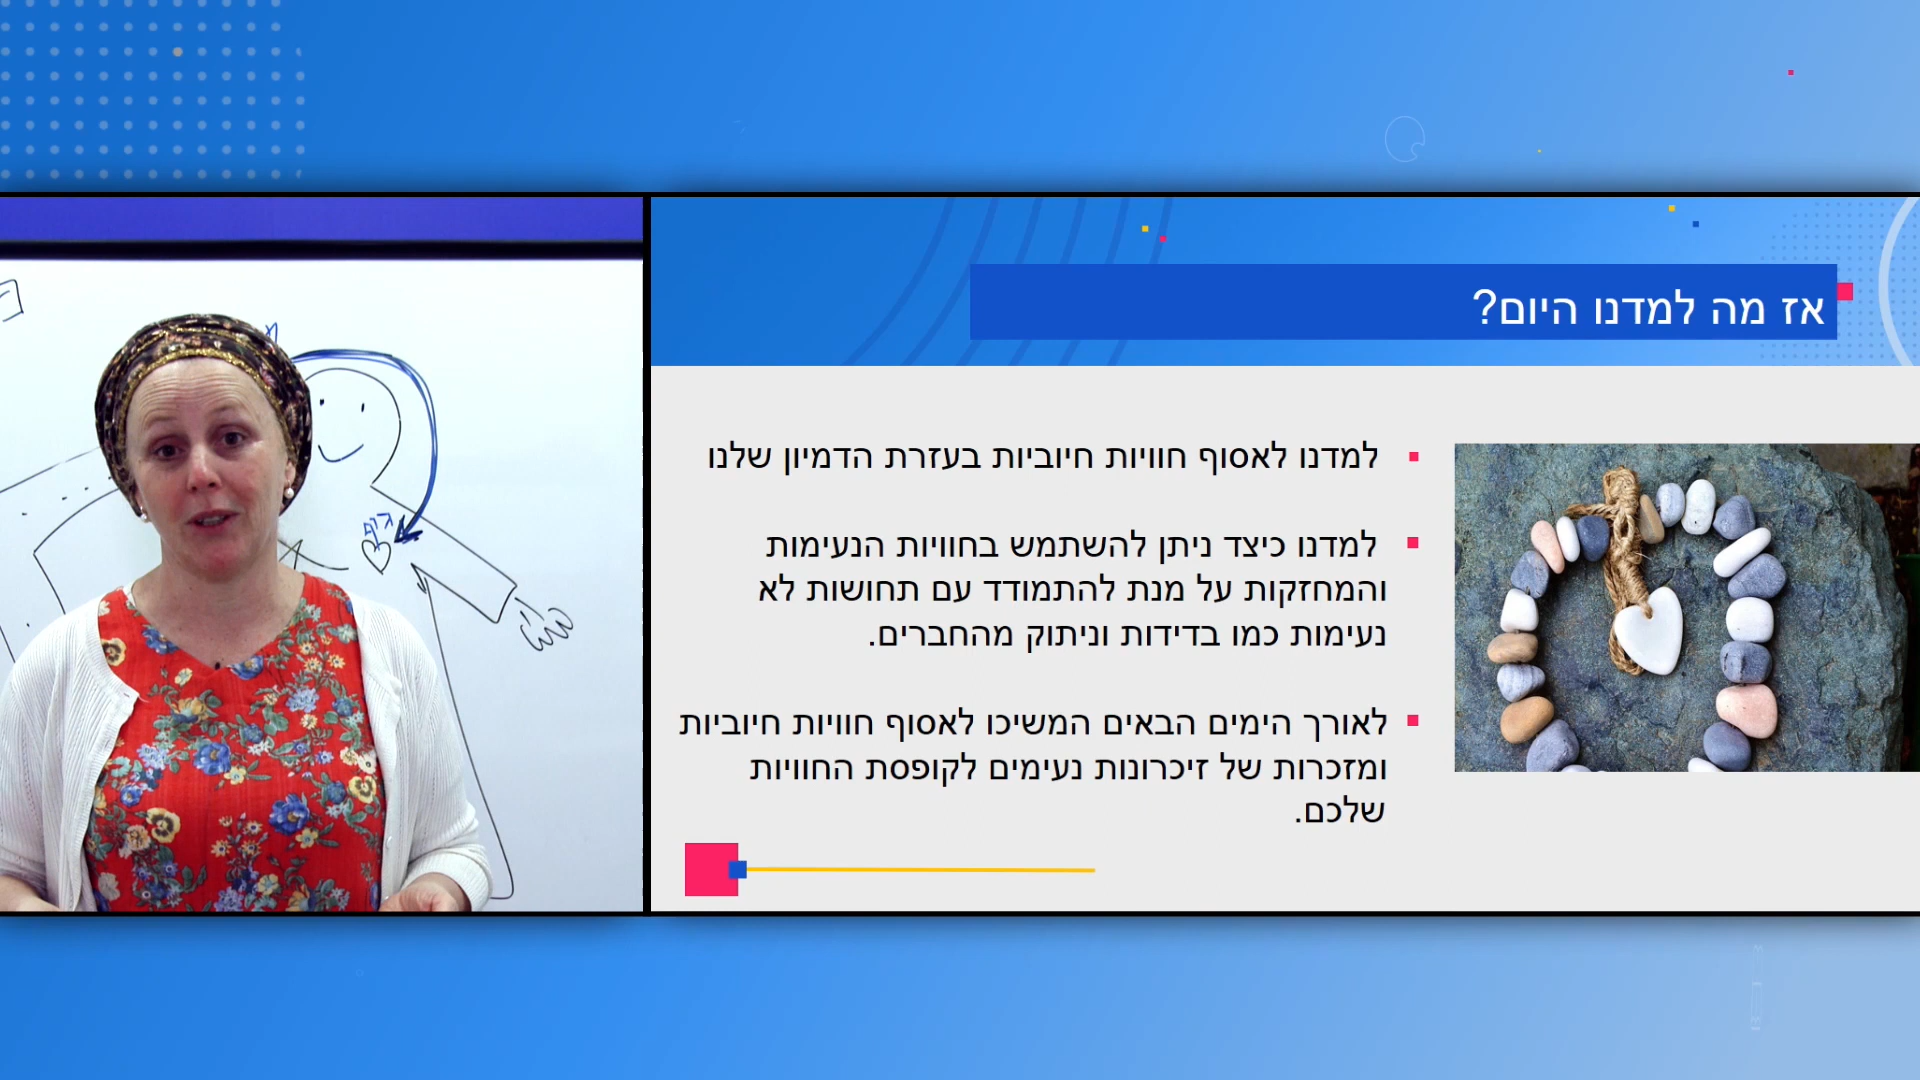 אז מה למדנו היום?
למדנו לאסוף חוויות חיוביות בעזרת הדמיון שלנו
למדנו כיצד ניתן להשתמש בחוויות הנעימות
והמחזקות על מנת להתמודד עם תחושות לא
נעימות כמו בדידות וניתוק מהחברים.
לאורך הימים הבאים המשיכו לאסוף חוויות חיוביות
ומזכרות של זיכרונות נעימים לקופסת החוויות
שלכם.
גוף